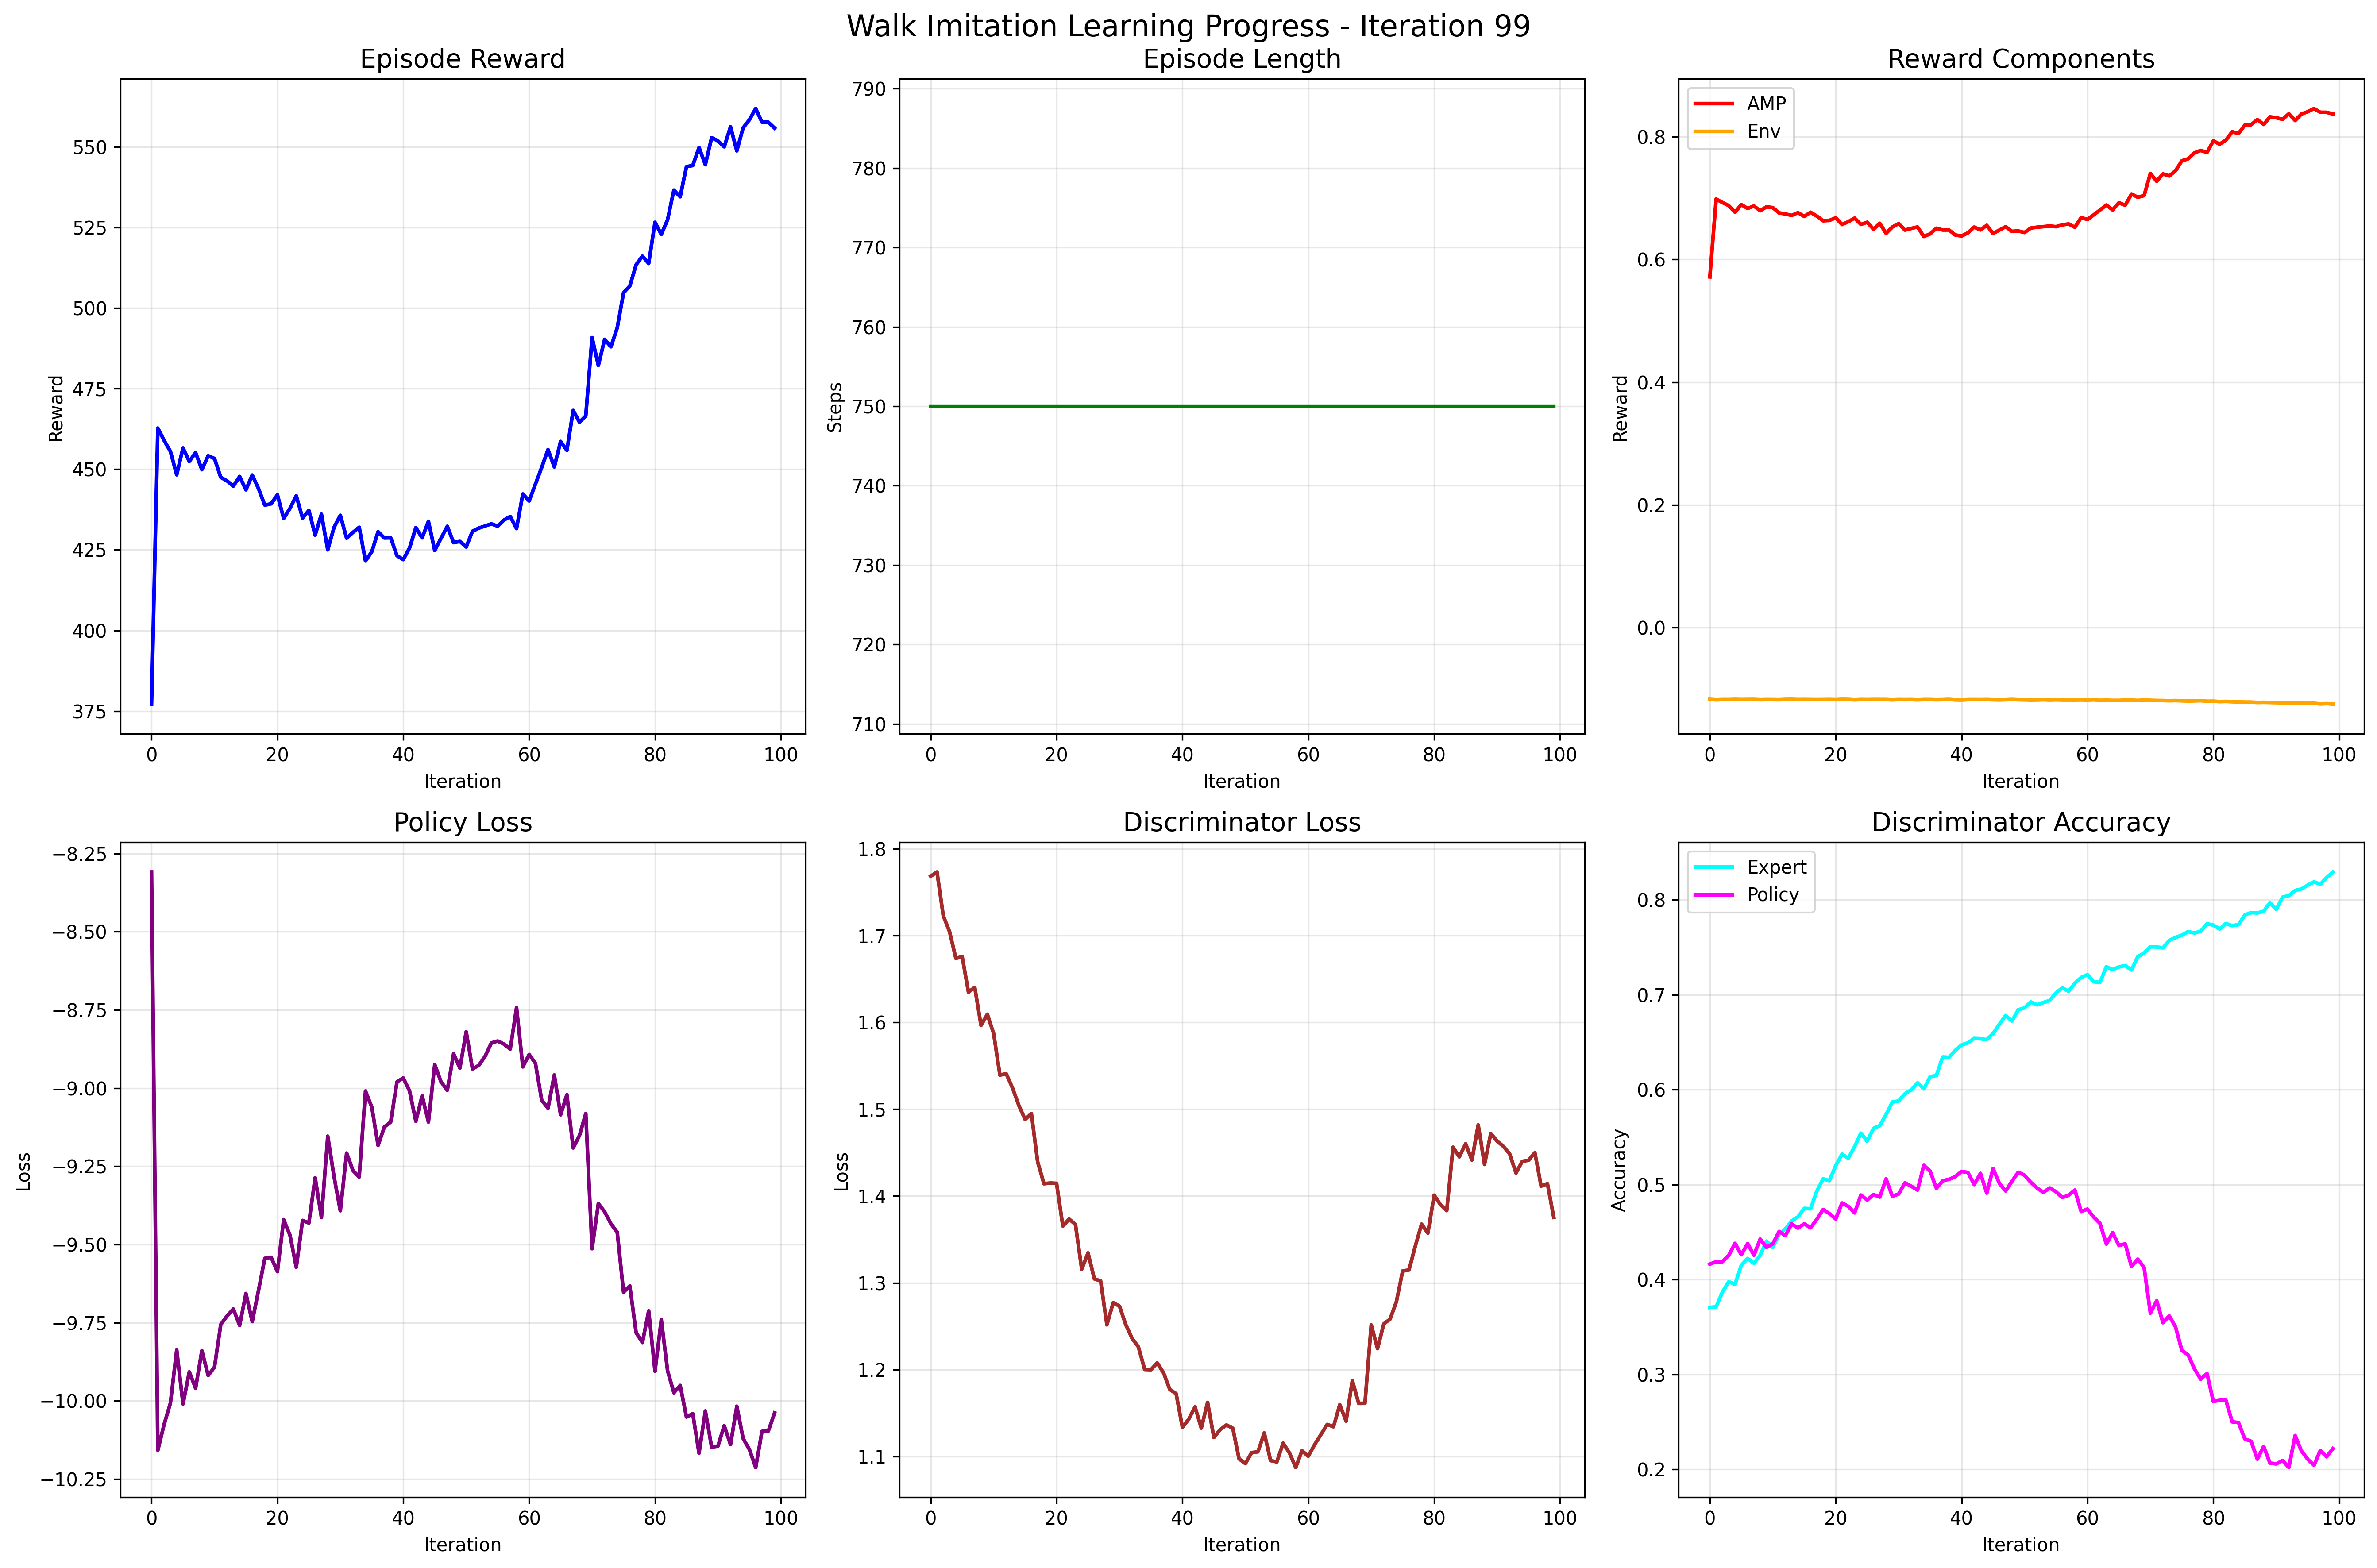 Walk Imitation Learning Progress - Iteration 99
Episode Reward
550
525
500
475
450
425
400
375
Reward
0 20 40 60 80 100
Iteration
Episode Length
790
780
770
760
750
740
730
720
710
Steps
0 20 40 60 80 100
Iteration
Reward Components
AMP
Env
0.8
0.6
0.4
0.2
0.0
Reward
0 20 40 60 80 100
Iteration
Policy Loss
−8.25
−8.50
−8.75
−9.00
−9.25
−9.50
−9.75
−10.00
−10.25
Loss
0 20 40 60 80 100
Iteration
Discriminator Loss
1.8
1.7
1.6
1.5
1.4
1.3
1.2
1.1
Loss
0 20 40 60 80 100
Iteration
Discriminator Accuracy
Expert
Policy
0.8
0.7
0.6
0.5
0.4
0.3
0.2
Accuracy
0 20 40 60 80 100
Iteration